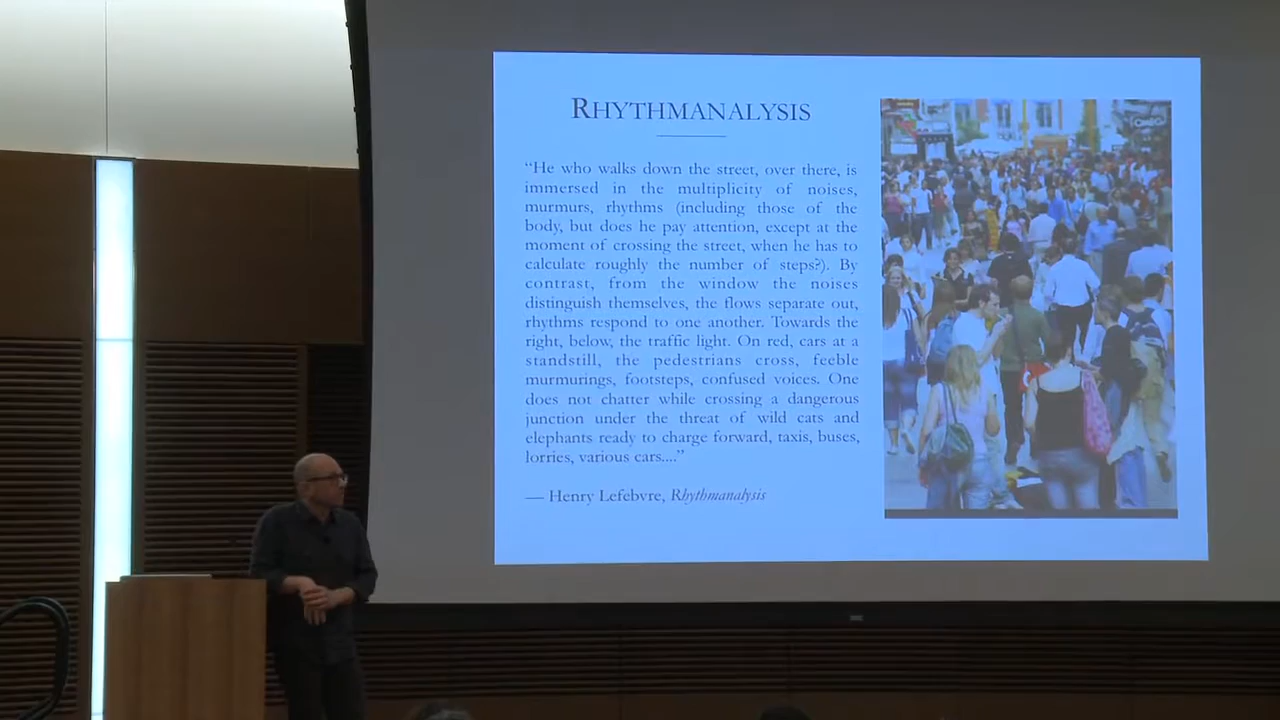 RHYTHMANALYSIS
“He who walks down the street, over there, is
immersed in the multiplicity of noises,
murmurs, rhythms (including those of the
body, but does he pay attention, except at the
moment of crossing the street, when he has to
calculate roughly the number of steps?). By
contrast, from the window the noises
distinguish themselves, the flows separate out,
rhythms respond to one another. Towards the
right, below, the traffic light. On red, cars at a
standstill, the pedestrians cross, feeble
murmurings, footsteps, confused voices. One
does not chatter while crossing a dangerous
junction under the threat of wild cats and
elephants ready to charge forward, taxis, buses,
lorries, various cars....”
— Henry Lefebvre, Rhythmanalysis